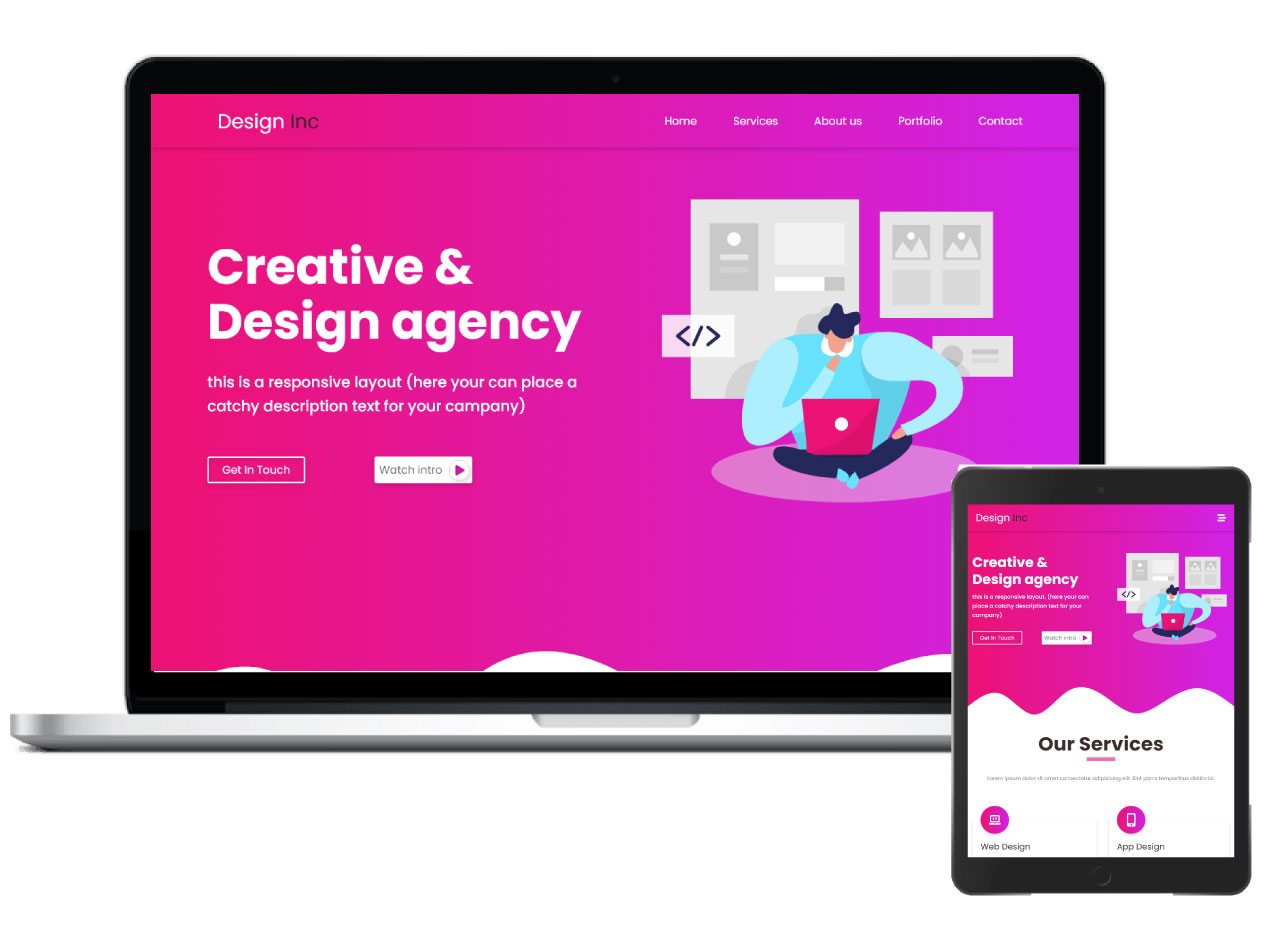 Design Inc
Home Services About us Portfolio Contact
Creative &
Design agency
this is a responsive layout (here your can place a
catchy description text for your campany)
Get In Touch Watch intro
</>
Design Inc
Creative &
Design agency
this is a responsive layout, (here your can
place a catchy description text for your
campany)
Get In Touch Watch intro
</>
Our Services
Lorem ipsum dolor sit amet consectetur adipisicing elit. Sint porro temporibus distinctio.
Web Design App Design